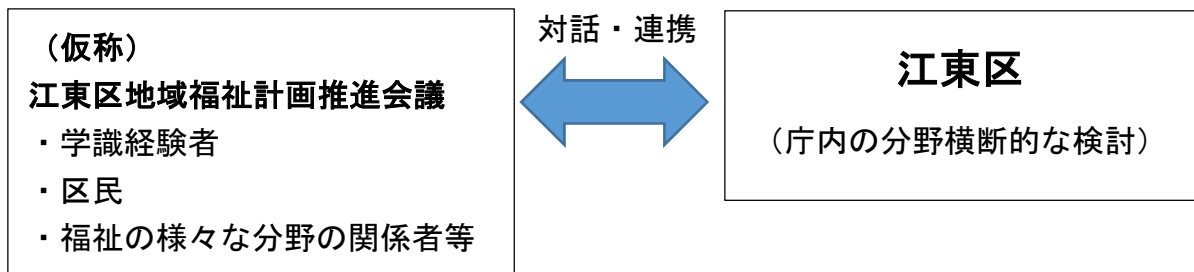 （仮称）
江東区地域福祉計画推進会議
・学識経験者
・区民
・福祉の様々な分野の関係者等
対話・連携
江東区
（庁内の分野横断的な検討）